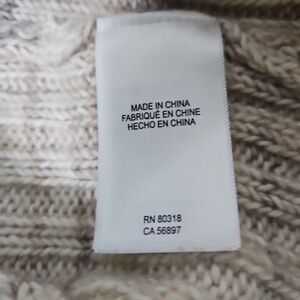 MADE IN CHINA
FABRIQUÉ EN CHINE
HECHO EN CHINA
RN 80318
CA 56897